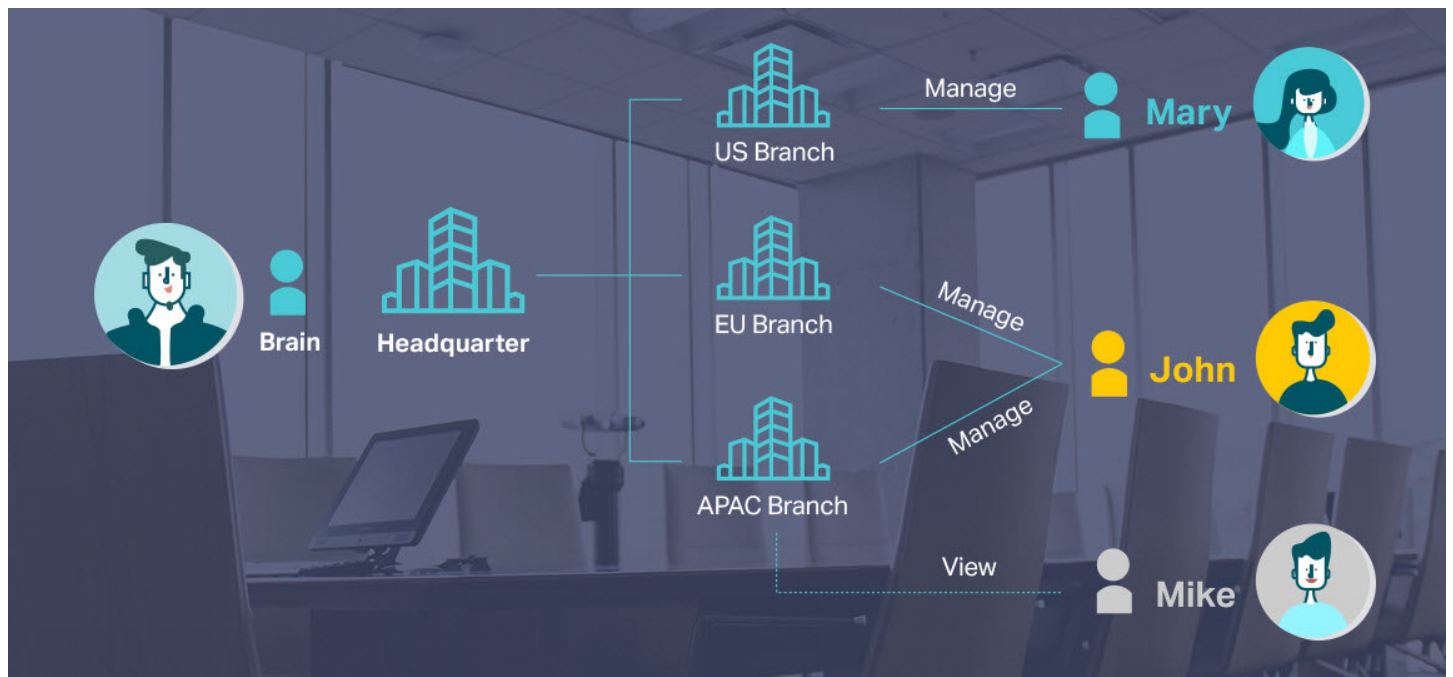 Brain
Headquarter
US Branch
EU Branch
APAC Branch
Manage
Manage
Manage
View
Mary
John
Mike